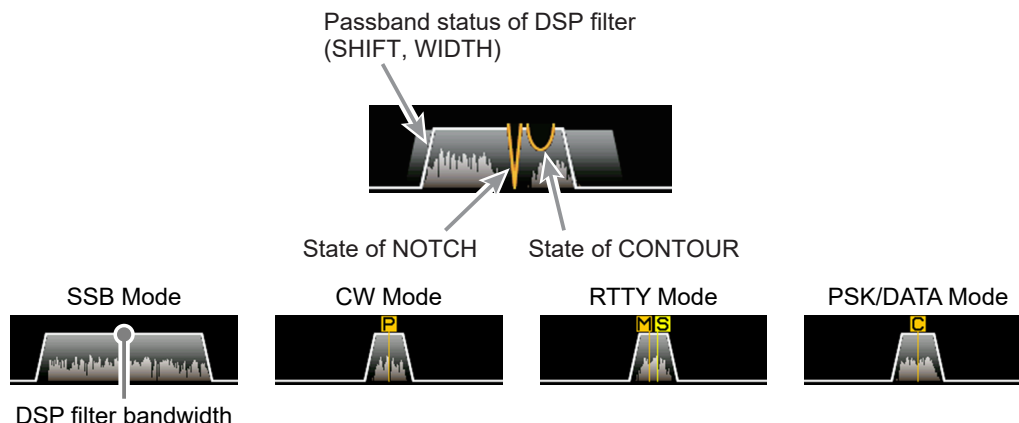 Passband status of DSP filter
(SHIFT, WIDTH)
State of NOTCH
State of CONTOUR
SSB Mode
CW Mode
RTTY Mode
PSK/DATA Mode
P
M S
C
DSP filter bandwidth